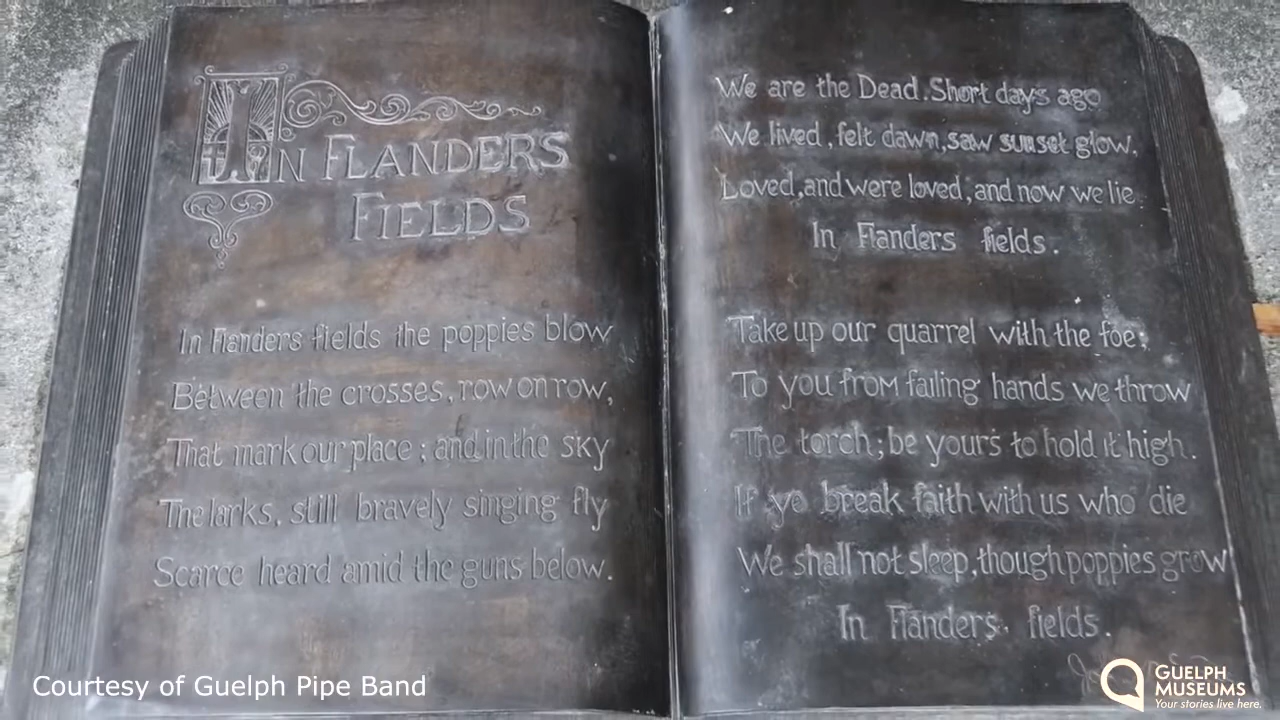 IN FLANDERS
FIELDS
In Flanders fields the poppies blow
Between the crosses, row on row,
That mark our place; and in the sky
The larks, still bravely singing fly
Scarce heard amid the guns below.
We are the Dead. Short days ago
We lived, felt dawn, saw sunset glow,
Loved, and were loved, and now we lie
In Flanders fields.
Take up our quarrel with the foe:
To you from failing hands we throw
The torch; be yours to hold it high.
If ye break faith with us who die
We shall not sleep, though poppies grow
In Flanders fields.
Courtesy of Guelph Pipe Band
GUELPH
MUSEUMS
Your stories live here.